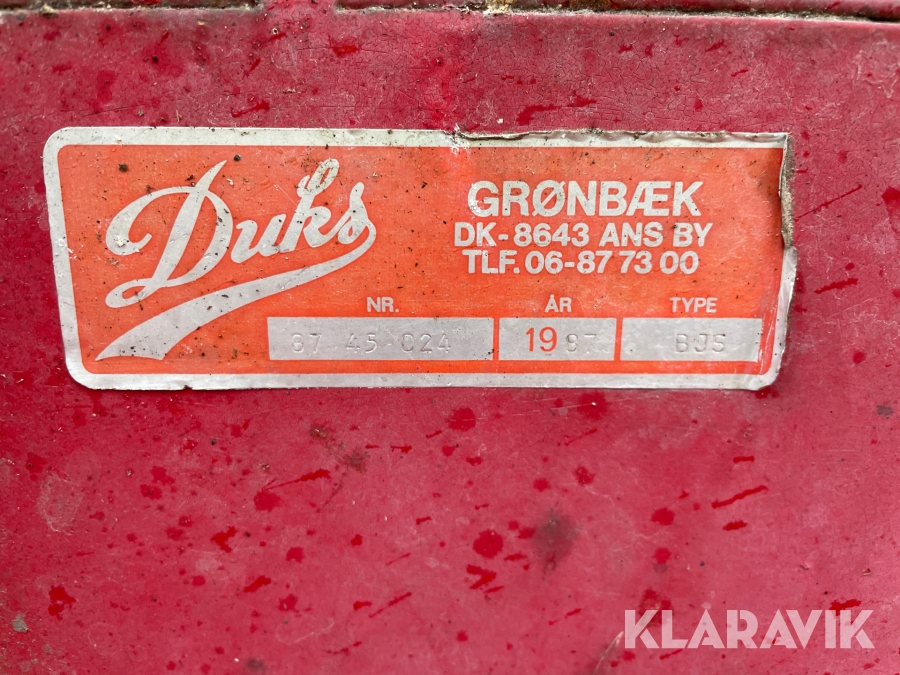 Duks
GRØNBÆK
DK-8643 ANS BY
TLF. 06-87 73 00
NR. ÅR TYPE
87 45 024 1987 BJS
KLARAVIK